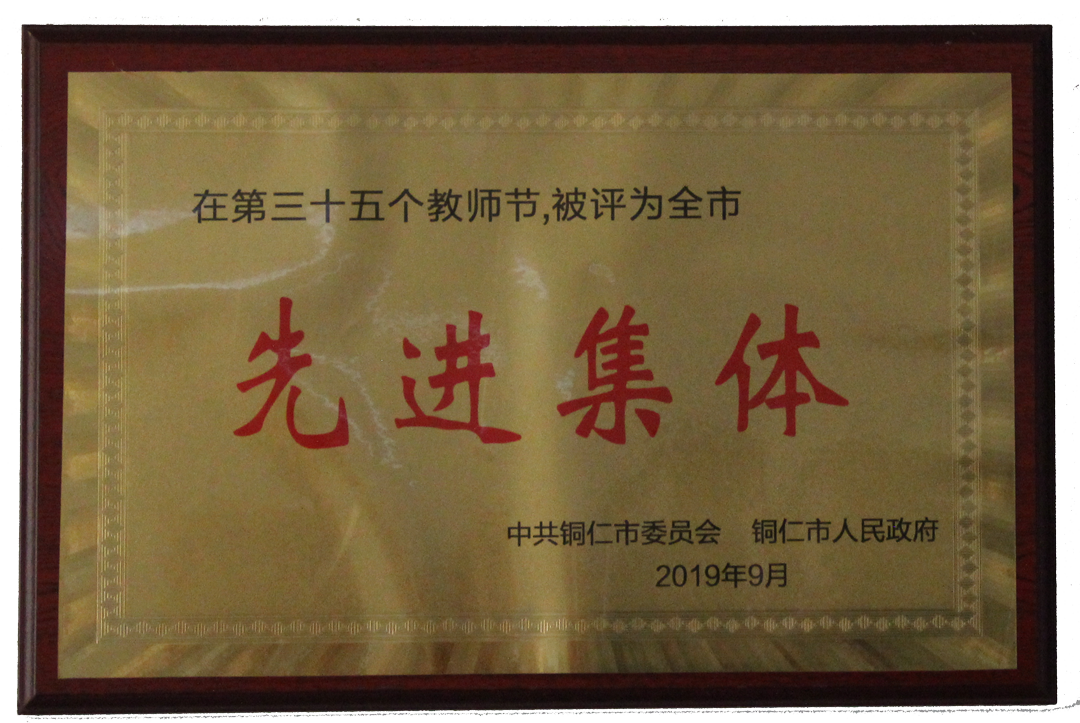 在第三十五个教师节,被评为全市
先进集体
中共铜仁市委员会　铜仁市人民政府
2019年9月